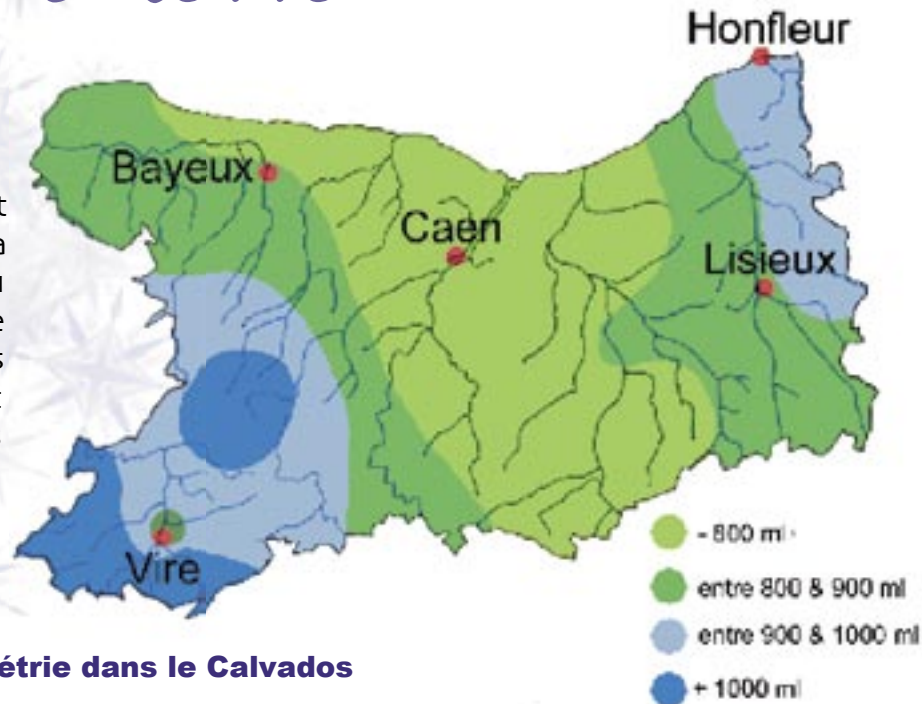 Honfleur
Bayeux
Caen
Lisieux
Vire
- 800 ml
entre 800 & 900 ml
entre 900 & 1000 ml
+ 1000 ml
étrie dans le Calvados